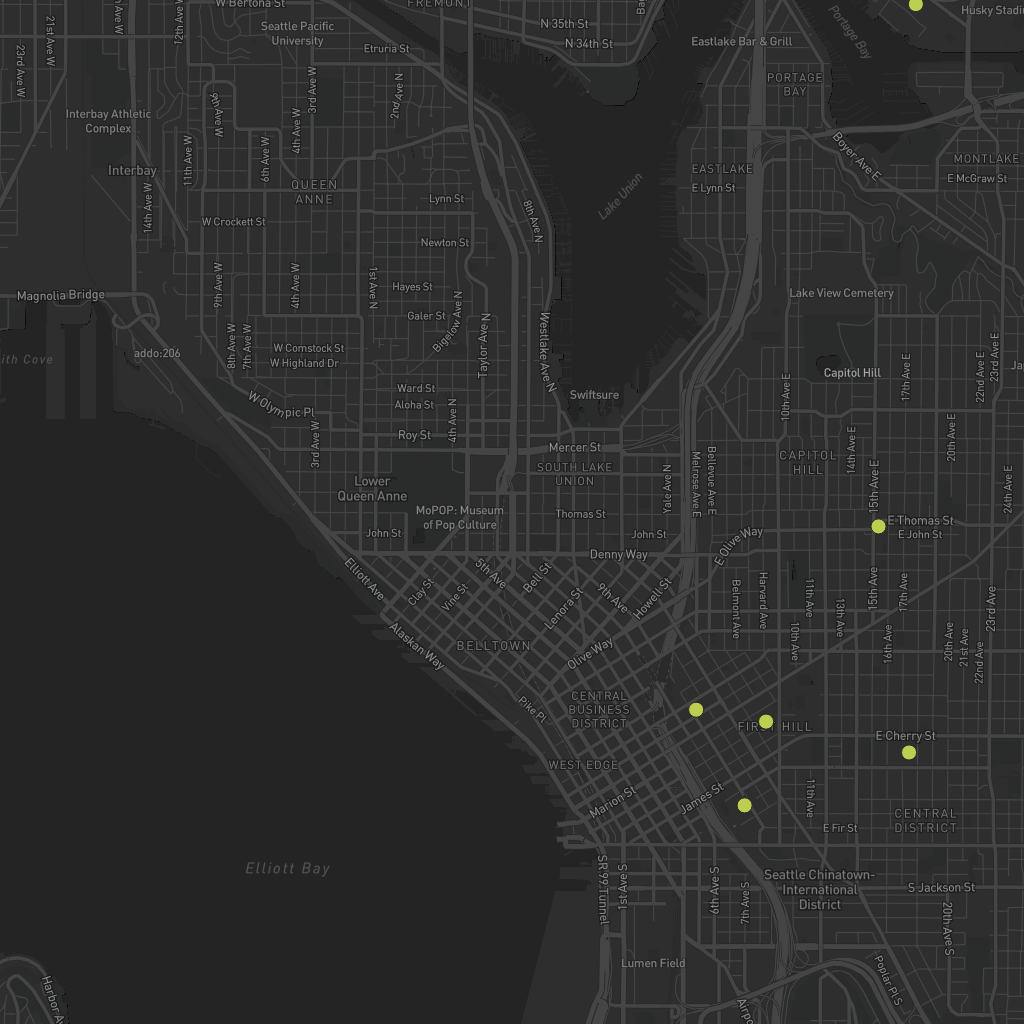 W Bertona St
FREMONT
Husky Stadiu
21st Ave W
12th Ave W
N 35th St
Seattle Pacific
University
Etruria St
N 34th St
Eastlake Bar & Grill
Portage Bay
23rd Ave W
3rd Ave W
2nd Ave N
PORTAGE
BAY
9th Ave W
Interbay Athletic
Complex
4th Ave W
Boyer Ave E
11th Ave W
6th Ave W
MONTLAKE
Interbay
EASTLAKE
E McGraw St
QUEEN
ANNE
Lake Union
E Lynn St
14th Ave W
Lynn St
8th Ave N
W Crockett St
Newton St
9th Ave W
4th Ave W
1st Ave N
Hayes St
Lake View Cemetery
Magnolia Bridge
Bigelow Ave N
Galer St
Taylor Ave N
Westlake Ave N
8th Ave W
7th Ave W
ith Cove
addo:206
W Comstock St
W Highland Dr
23rd Ave E
22nd Ave E
17th Ave E
Capitol Hill
Ja
Ward St
Swiftsure
10th Ave E
W Olympic Pl
Aloha St
4th Ave N
Roy St
3rd Ave W
20th Ave E
14th Ave E
Mercer St
CAPITOL
HILL
SOUTH LAKE
UNION
Melrose Ave E
Bellevue Ave E
15th Ave E
24th Ave E
Yale Ave N
Lower
Queen Anne
MoPOP: Museum
of Pop Culture
Thomas St
E Thomas St
John St
John St
E John St
E Olive Way
Denny Way
Elliott Ave
5th Ave
Bell St
Clay St
Vine St
9th Ave
Howell St
Lenora St
Belmont Ave
Harvard Ave
11th Ave
13th Ave
15th Ave
17th Ave
23rd Ave
Alaskan Way
BELLTOWN
Olive Way
10th Ave
16th Ave
20th Ave
21st Ave
22nd Ave
CENTRAL
BUSINESS
DISTRICT
Pike Pl
FIRST HILL
E Cherry St
WEST EDGE
Marion St
James St
11th Ave
CENTRAL
DISTRICT
E Fir St
Elliott Bay
SR 99 Tunnel
1st Ave S
6th Ave S
7th Ave S
Seattle Chinatown-
International
District
S Jackson St
20th Ave S
Lumen Field
Poplar Pl S
Harbor Av
Airpo